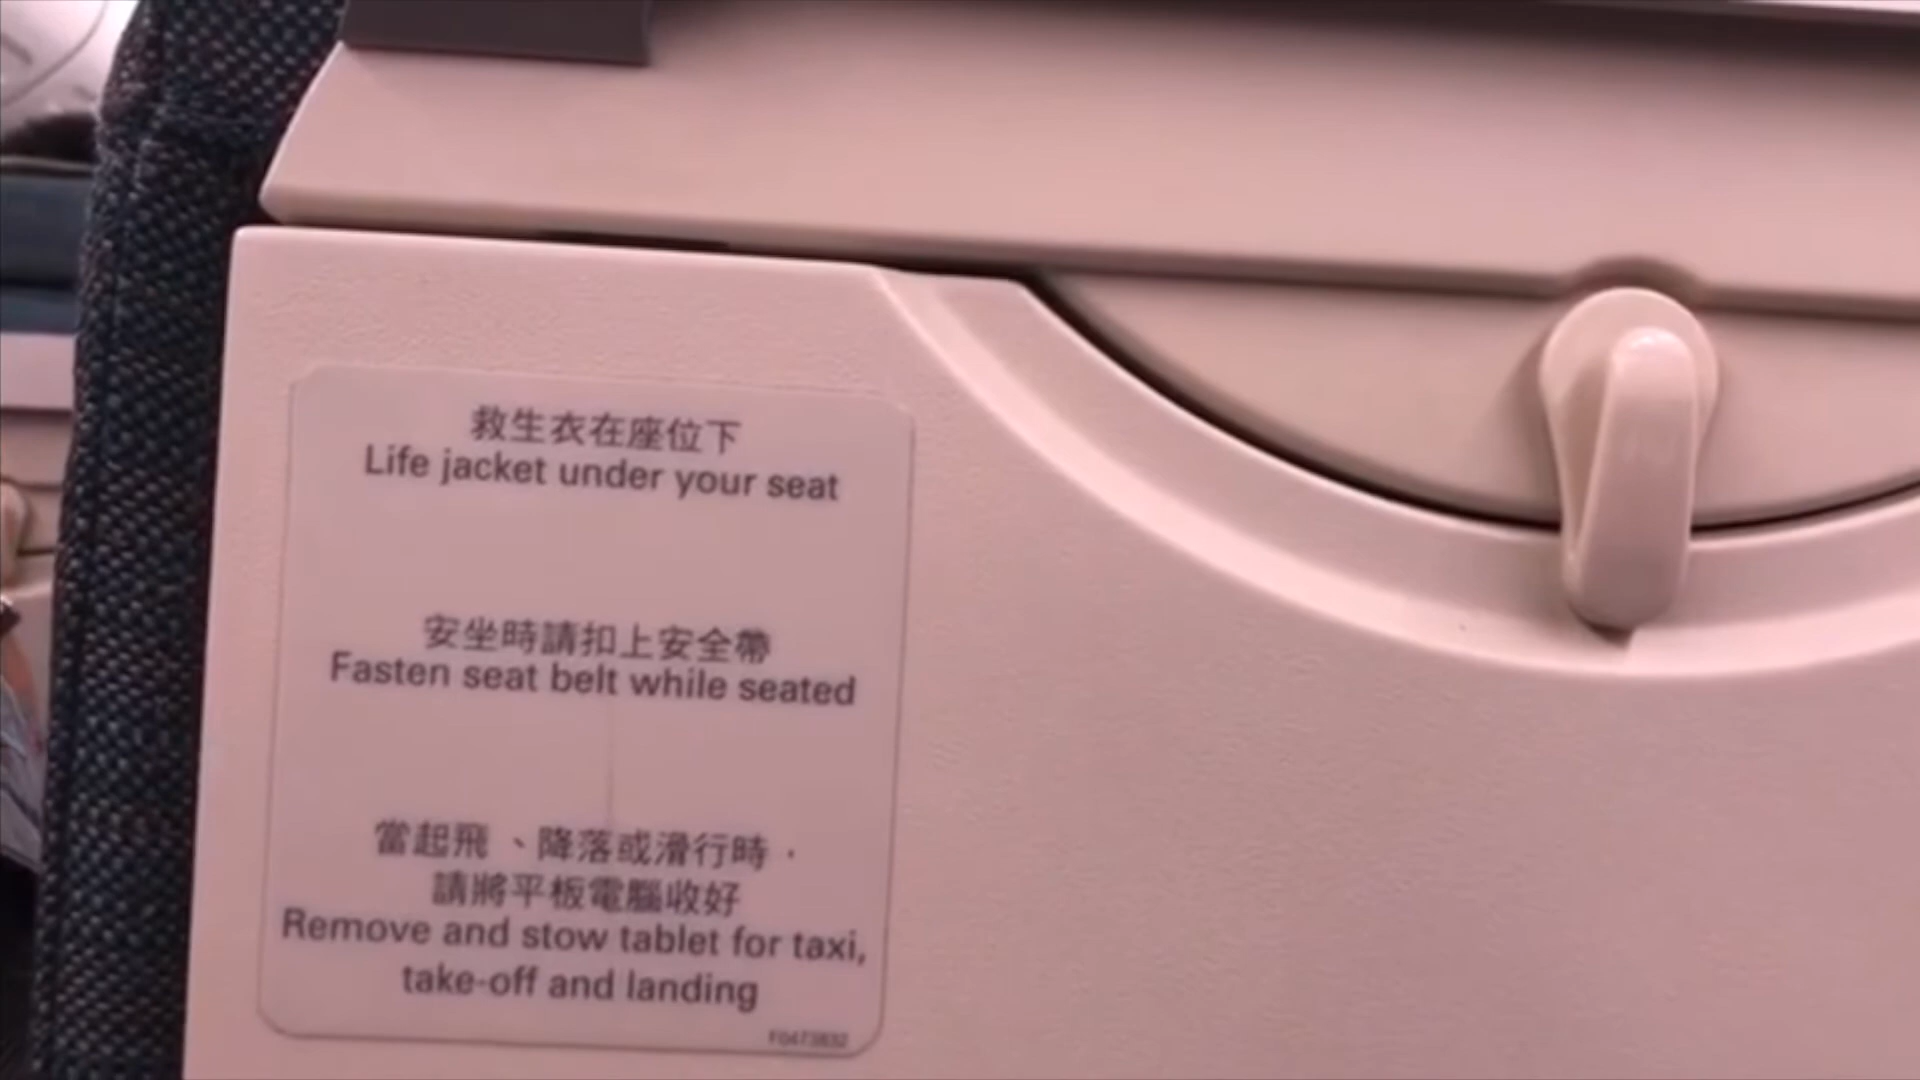 救生衣在座位下
Life jacket under your seat
安坐時請扣上安全帶
Fasten seat belt while seated
當起飛、降落或滑行時，
請將平板電腦收好
Remove and stow tablet for taxi,
take-off and landing